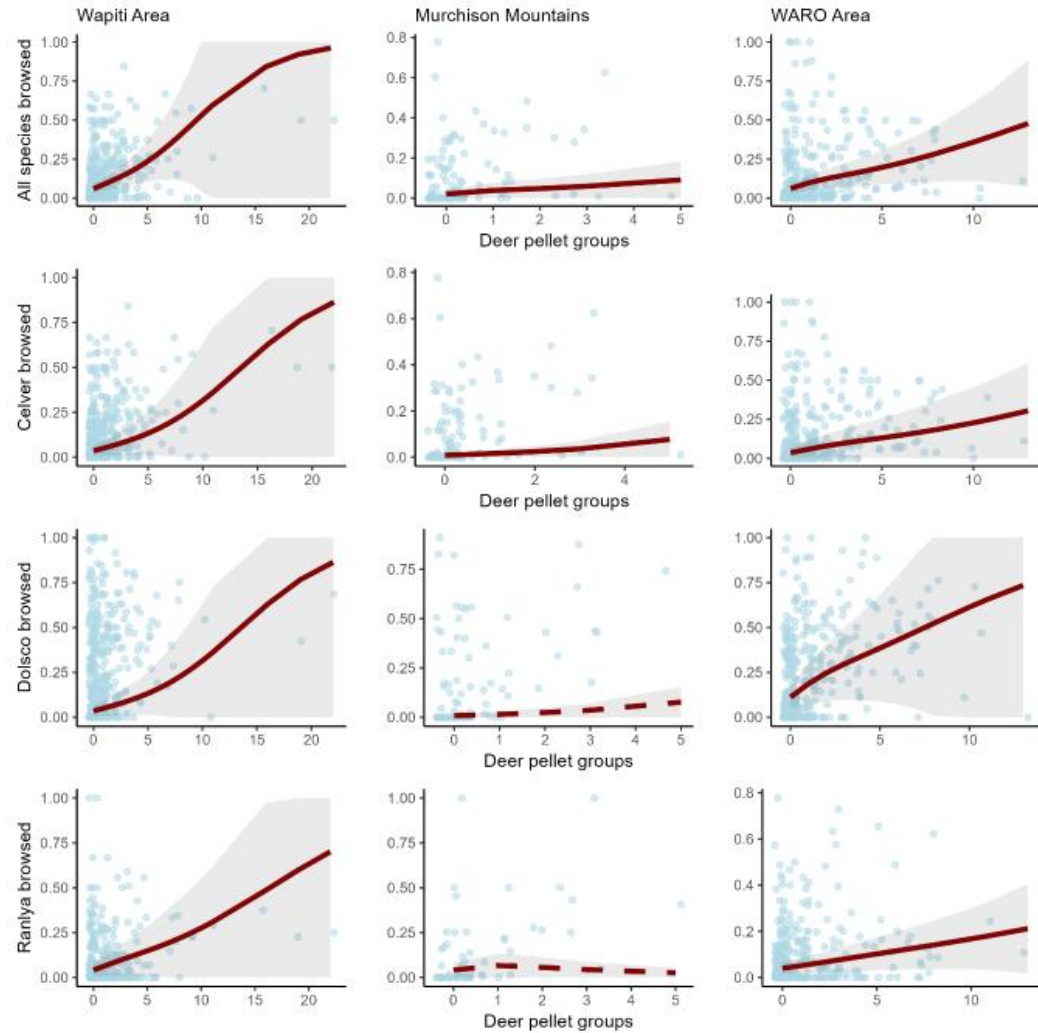 Wapiti Area
Murchison Mountains
WARO Area
All species browsed
1.00
0.75
0.50
0.25
0.00
0 5 10 15 20
0.8
0.6
0.4
0.2
0.0
0 1 2 3 4 5
Deer pellet groups
1.00
0.75
0.50
0.25
0.00
0 5 10
Celver browsed
1.00
0.75
0.50
0.25
0.00
0 5 10 15 20
0.8
0.6
0.4
0.2
0.0
0 2 4
Deer pellet groups
1.00
0.75
0.50
0.25
0.00
0 5 10
Dolsco browsed
1.00
0.75
0.50
0.25
0.00
0 5 10 15 20
0.75
0.50
0.25
0.00
0 1 2 3 4 5
Deer pellet groups
1.00
0.75
0.50
0.25
0.00
0 5 10
Ranlya browsed
1.00
0.75
0.50
0.25
0.00
0 5 10 15 20
1.00
0.75
0.50
0.25
0.00
0 1 2 3 4 5
Deer pellet groups
0.8
0.6
0.4
0.2
0.0
0 5 10